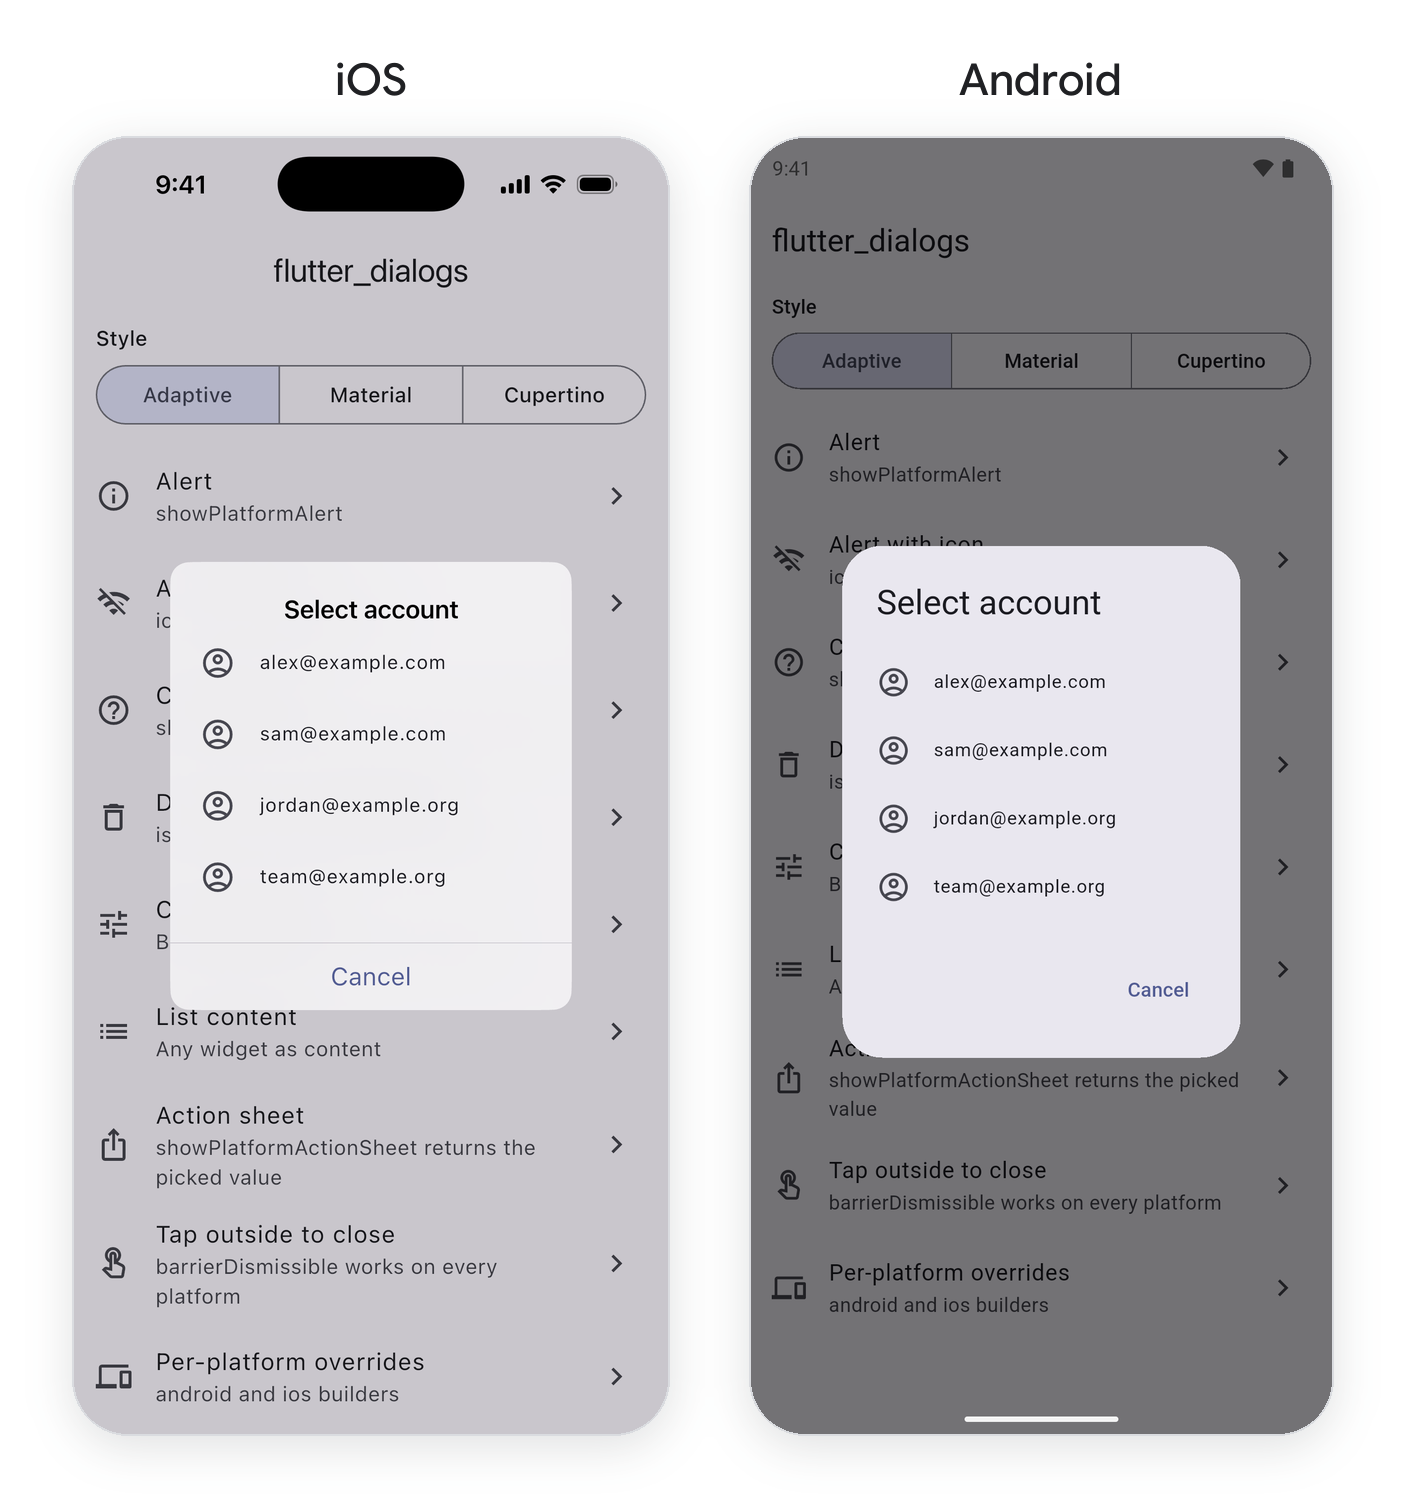 iOS
9:41
flutter_dialogs
Style
Adaptive Material Cupertino
Alert
showPlatformAlert
Select account
alex@example.com
sam@example.com
jordan@example.org
team@example.org
Cancel
List content
Any widget as content
Action sheet
showPlatformActionSheet returns the
picked value
Tap outside to close
barrierDismissible works on every
platform
Per-platform overrides
android and ios builders
Android
9:41
flutter_dialogs
Style
Adaptive Material Cupertino
Alert
showPlatformAlert
Alert with icon
Select account
alex@example.com
sam@example.com
jordan@example.org
team@example.org
Cancel
showPlatformActionSheet returns the picked
value
Tap outside to close
barrierDismissible works on every platform
Per-platform overrides
android and ios builders